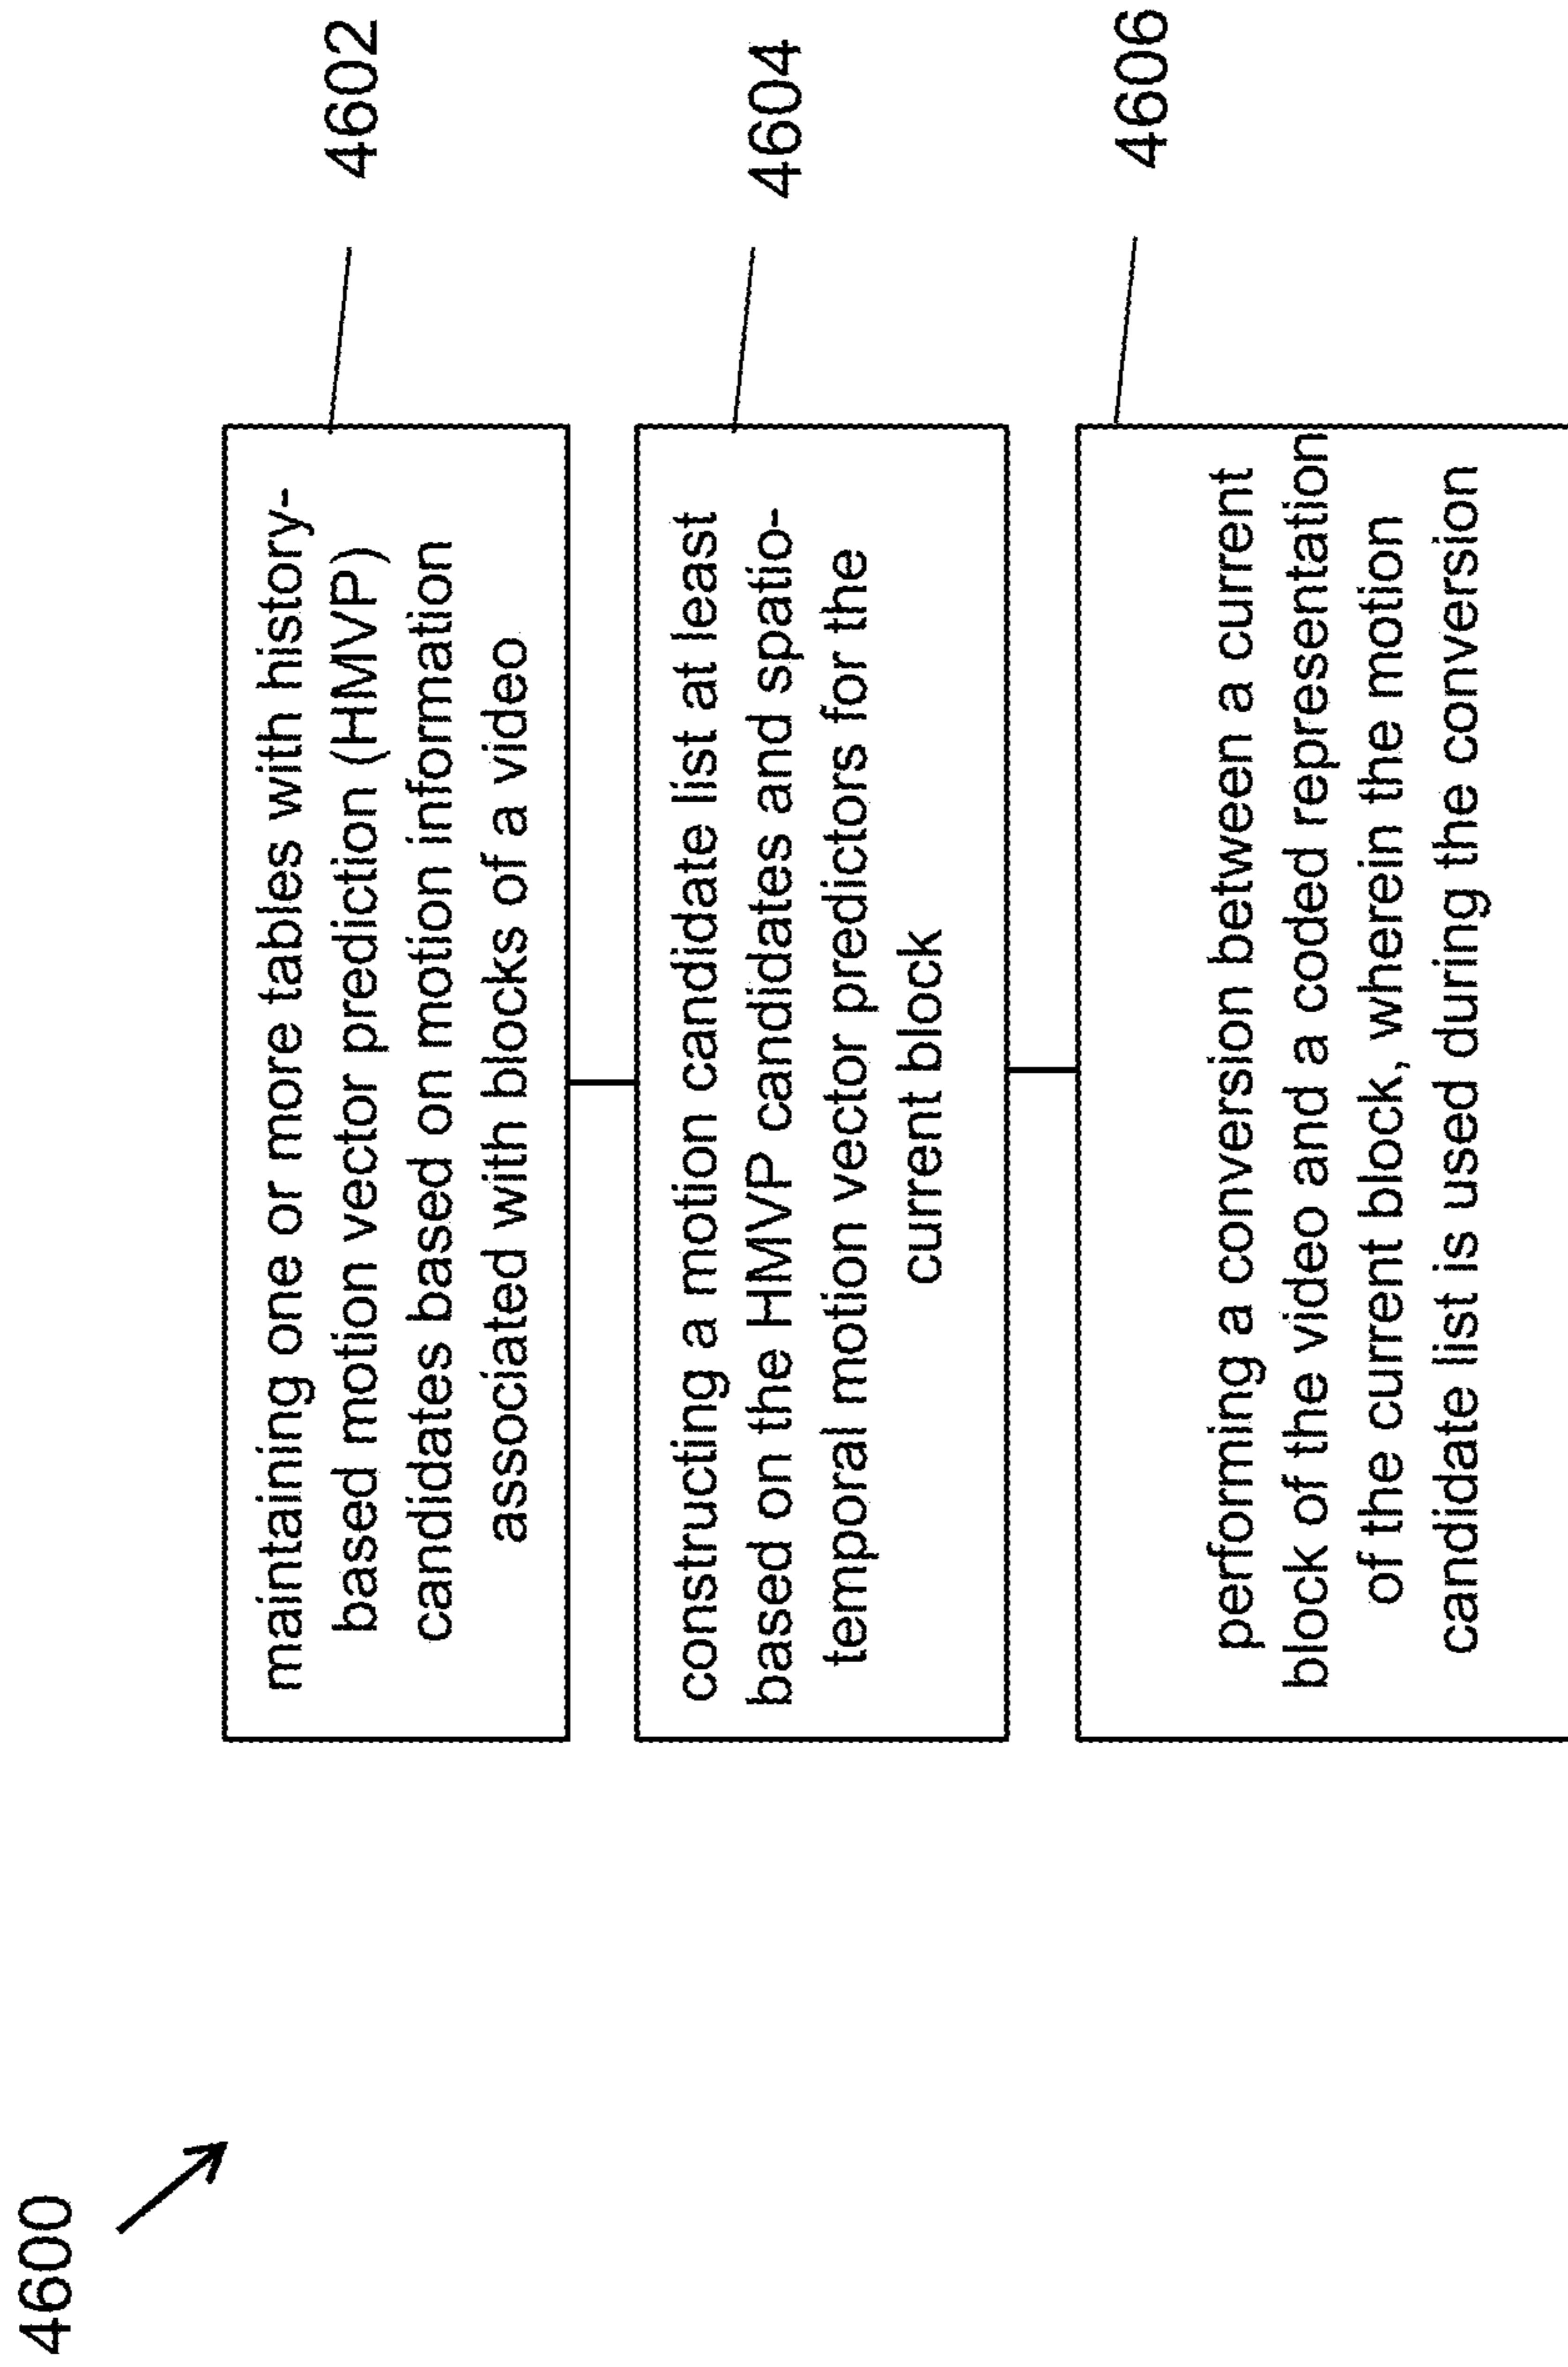 4600
maintaining one or more tables with history-
based motion vector prediction (HMVP)
candidates based on motion information
associated with blocks of a video
4602
constructing a motion candidate list at least
based on the HMVP candidates and spatio-
temporal motion vector predictors for the
current block
4604
performing a conversion between a current
block of the video and a coded representation
of the current block, wherein the motion
candidate list is used during the conversion
4606